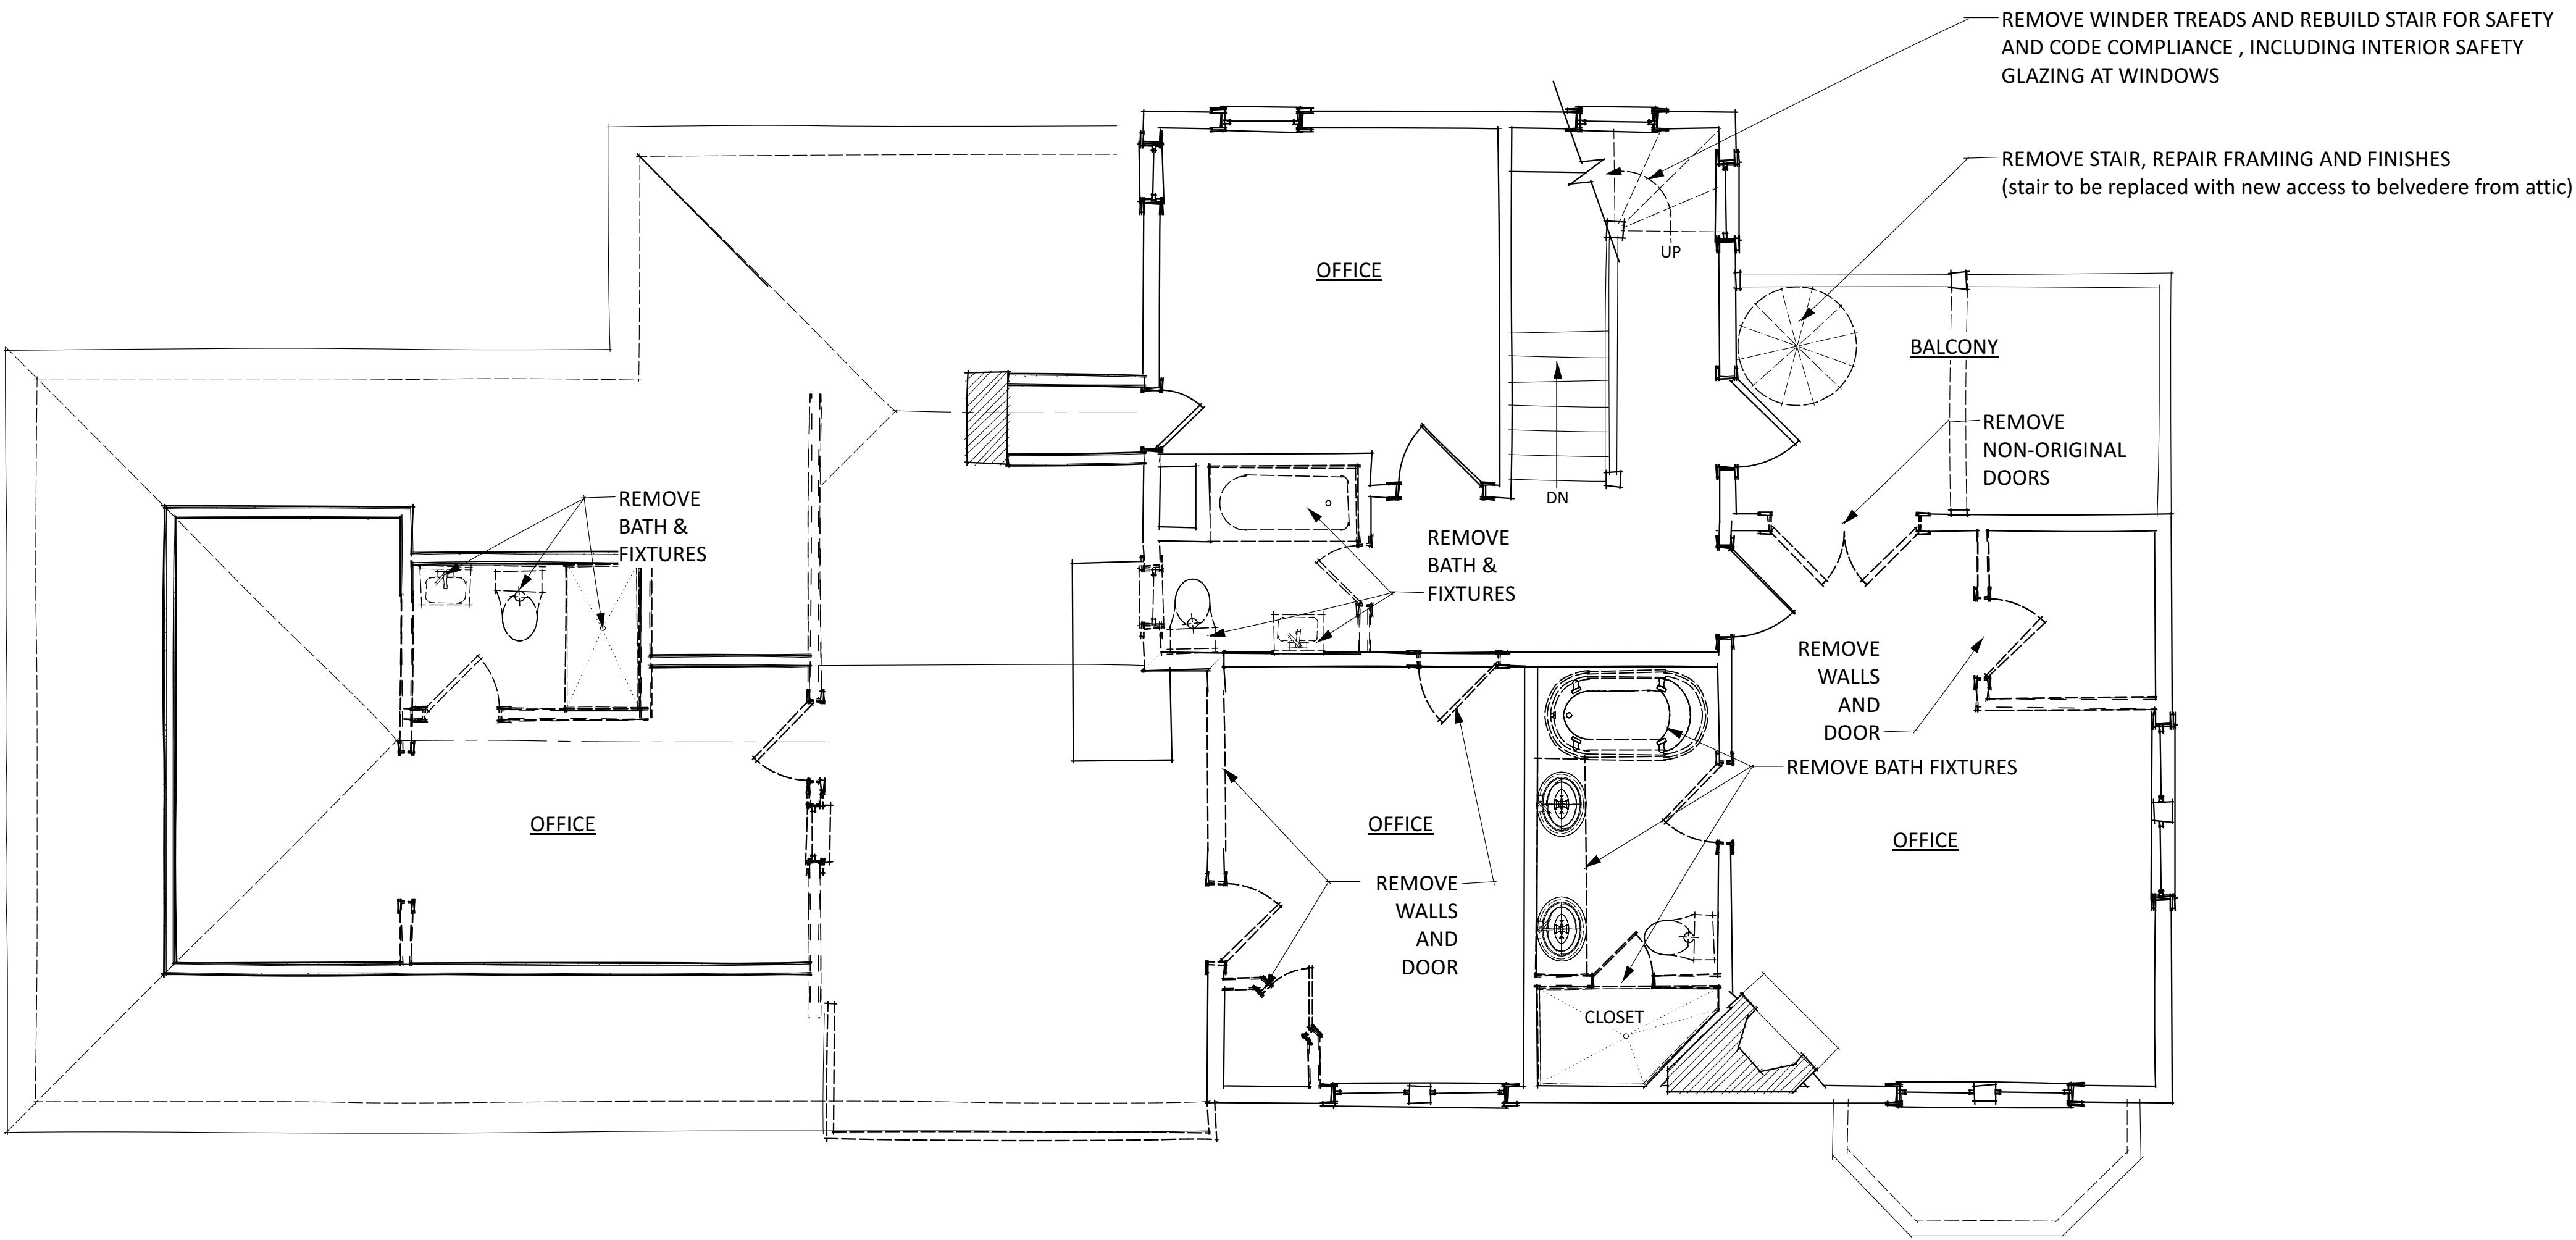 REMOVE WINDER TREADS AND REBUILD STAIR FOR SAFETY
AND CODE COMPLIANCE , INCLUDING INTERIOR SAFETY
GLAZING AT WINDOWS
REMOVE STAIR, REPAIR FRAMING AND FINISHES
(stair to be replaced with new access to belvedere from attic)
UP
OFFICE
BALCONY
REMOVE
NON-ORIGINAL
DOORS
DN
REMOVE
BATH &
FIXTURES
REMOVE
BATH &
FIXTURES
REMOVE
WALLS
AND
DOOR
REMOVE BATH FIXTURES
OFFICE
OFFICE
OFFICE
REMOVE
WALLS
AND
DOOR
CLOSET